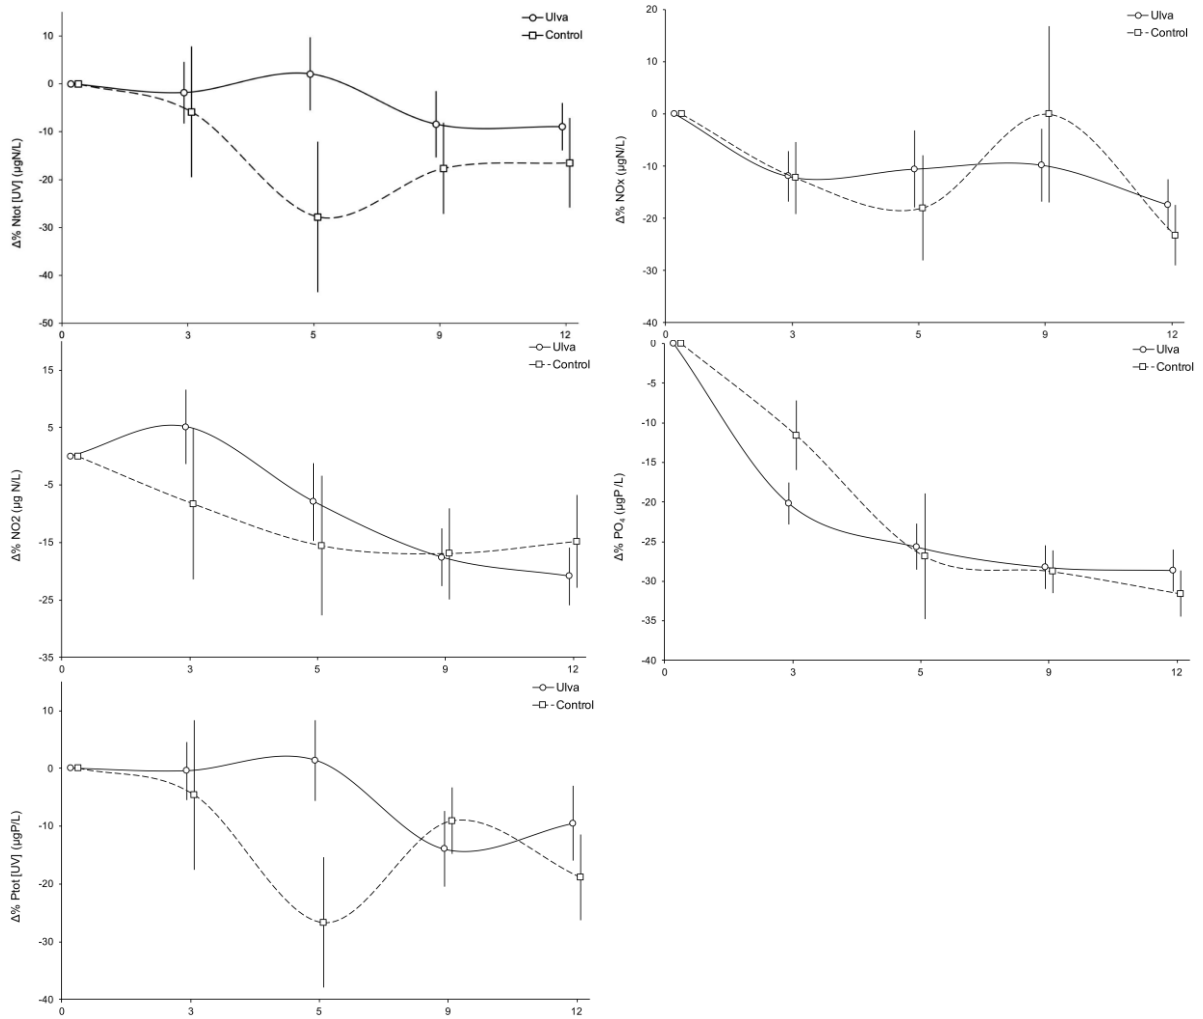 Ulva
Control
Δ% Ntot [UV] (µgN/L)
10
0
-10
-20
-30
-40
-50
0 3 5 9 12
Ulva
Control
Δ% NOx (µgN/L)
20
10
0
-10
-20
-30
-40
0 3 5 9 12
Ulva
Control
Δ% NO2 (µg N/L)
15
5
-5
-15
-25
-35
0 3 5 9 12
Ulva
Control
Δ% PO₄ (µgP /L)
0
-5
-10
-15
-20
-25
-30
-35
-40
0 3 5 9 12
Ulva
Control
Δ% Ptot [UV] (µgP/L)
10
0
-10
-20
-30
-40
0 3 5 9 12